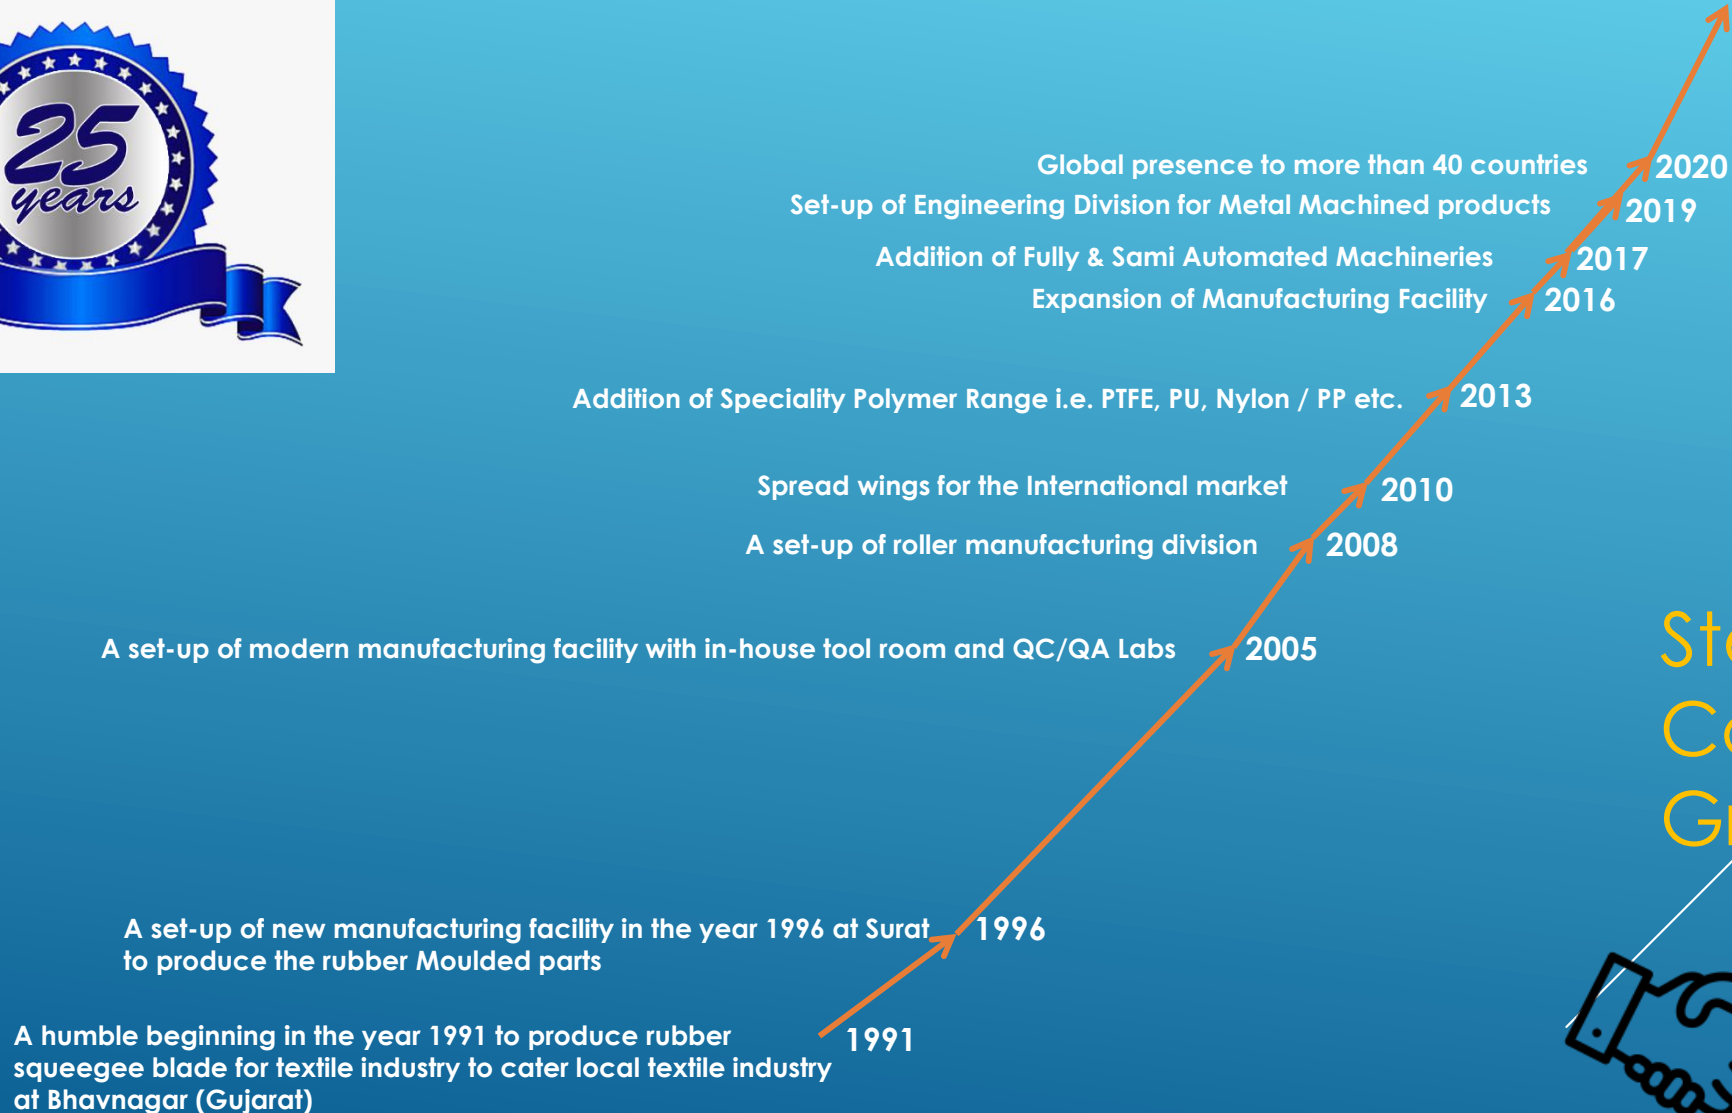 25
years
Global presence to more than 40 countries
2020
Set-up of Engineering Division for Metal Machined products
2019
Addition of Fully & Sami Automated Machineries
2017
Expansion of Manufacturing Facility
2016
Addition of Speciality Polymer Range i.e. PTFE, PU, Nylon / PP etc.
2013
Spread wings for the International market
2010
A set-up of roller manufacturing division
2008
A set-up of modern manufacturing facility with in-house tool room and QC/QA Labs
2005
A set-up of new manufacturing facility in the year 1996 at Surat
to produce the rubber Moulded parts
1996
A humble beginning in the year 1991 to produce rubber
squeegee blade for textile industry to cater local textile industry
at Bhavnagar (Gujarat)
1991